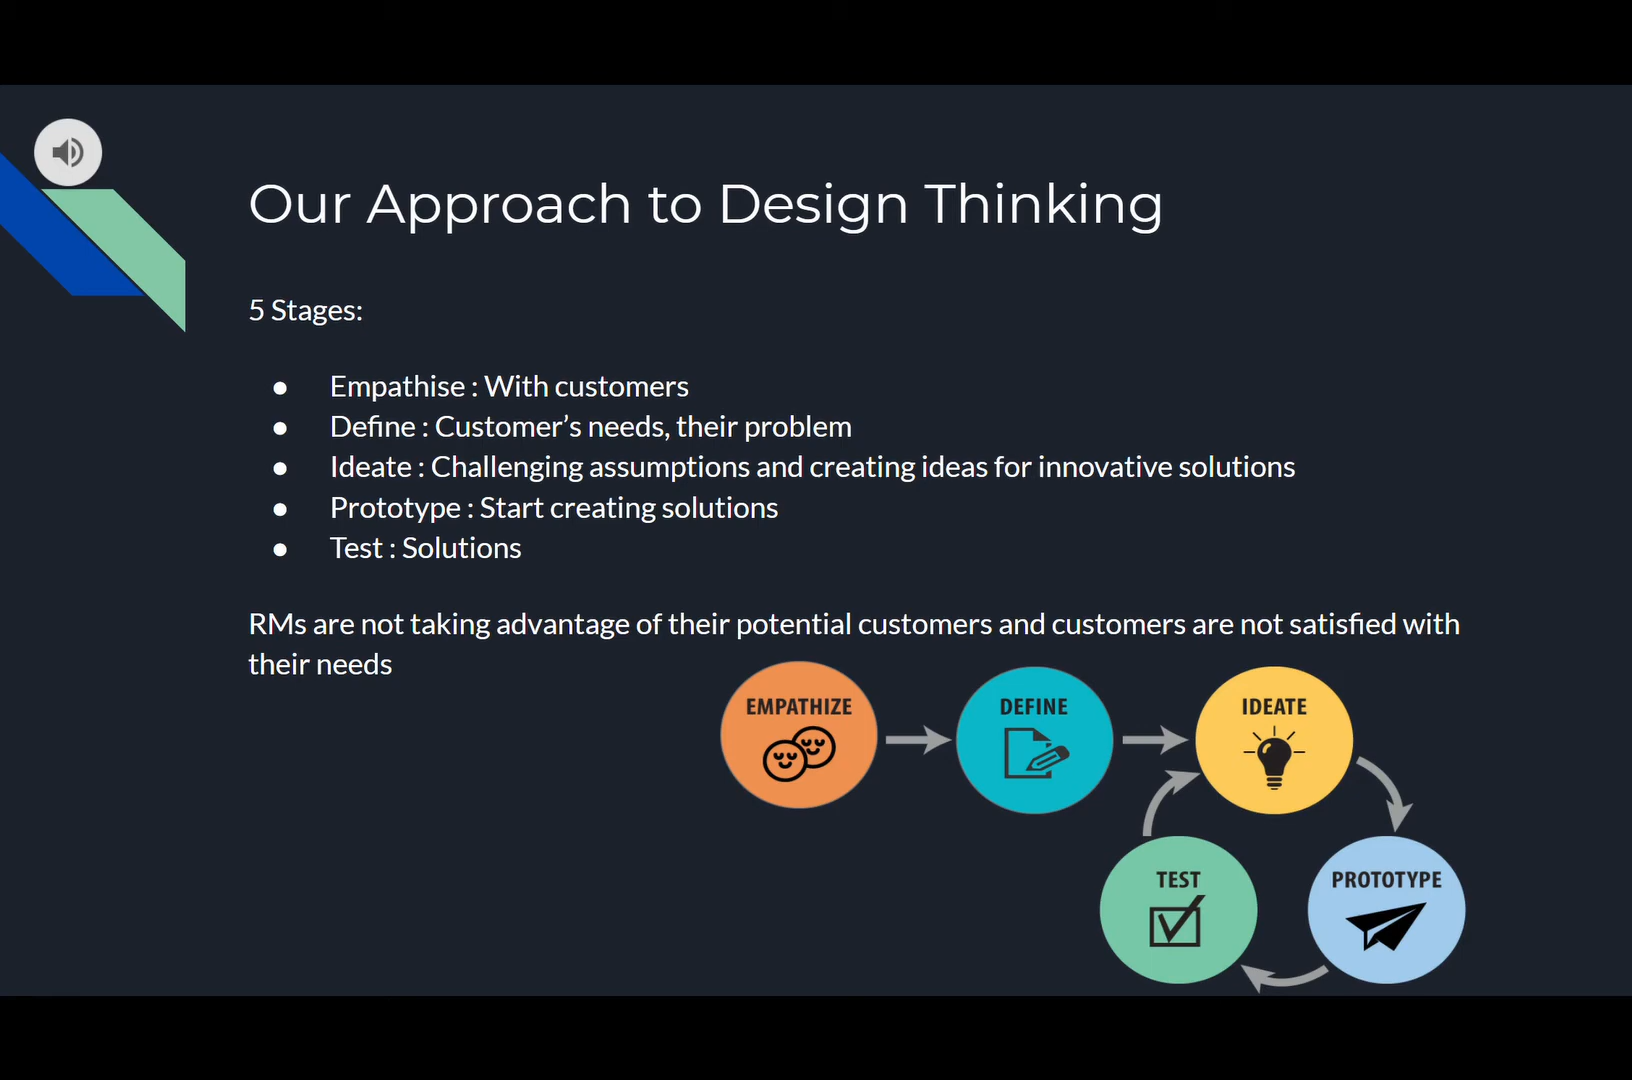 Our Approach to Design Thinking
5 Stages:
● Empathise : With customers
● Define : Customer’s needs, their problem
● Ideate : Challenging assumptions and creating ideas for innovative solutions
● Prototype : Start creating solutions
● Test : Solutions
RMs are not taking advantage of their potential customers and customers are not satisfied with
their needs
EMPATHIZE
DEFINE
IDEATE
TEST
PROTOTYPE